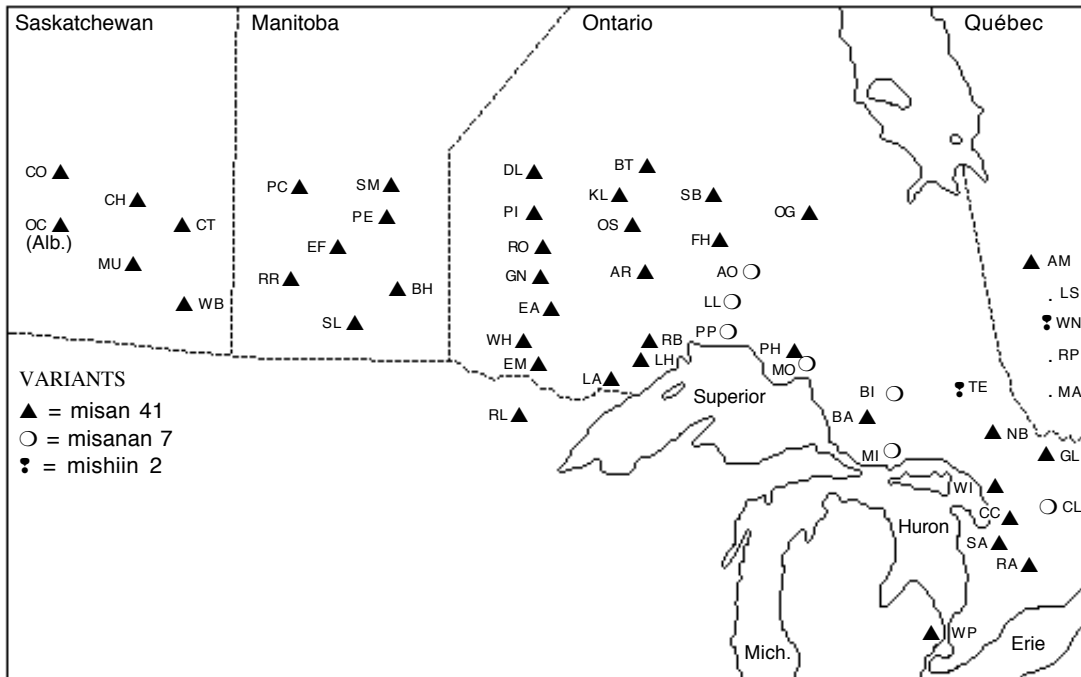 Saskatchewan Manitoba Ontario Québec
CO
CH
OC
(Alb.)
CT
MU
WB
PC
SM
PE
EF
RR
BH
SL
DL
BT
PI
KL
SB
OG
OS
RO
FH
GN
AR
AO
EA
LL
WH
RB
PP
EM
LH
PH
LA
MO
RL
Superior
BI
BA
MI
AM
LS
WN
RP
TE
MA
NB
GL
WI
CC
CL
Huron
SA
RA
WP
Mich.
Erie
VARIANTS
▲ = misan 41
❍ = misanan 7
❢ = mishiin 2